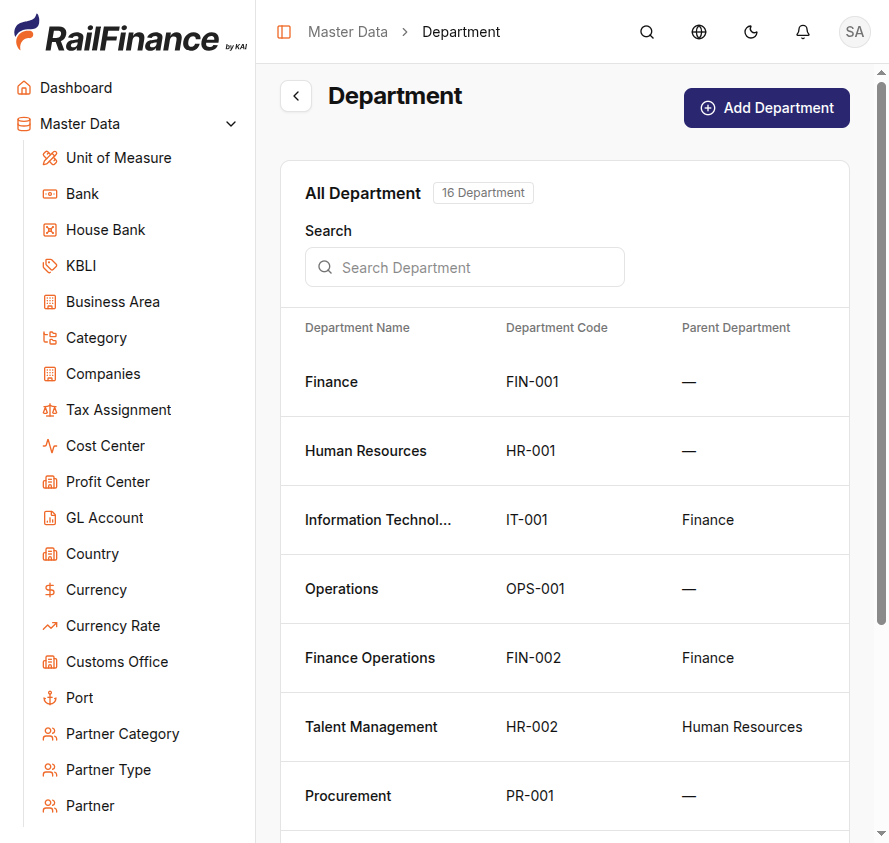 RailFinance by KAI
Master Data > Department
SA
Dashboard
Master Data
Unit of Measure
Bank
House Bank
KBLI
Business Area
Category
Companies
Tax Assignment
Cost Center
Profit Center
GL Account
Country
Currency
Currency Rate
Customs Office
Port
Partner Category
Partner Type
Partner
Department
Add Department
All Department 16 Department
Search
Search Department
Department Name Department Code Parent Department
Finance FIN-001 —
Human Resources HR-001 —
Information Technol... IT-001 Finance
Operations OPS-001 —
Finance Operations FIN-002 Finance
Talent Management HR-002 Human Resources
Procurement PR-001 —